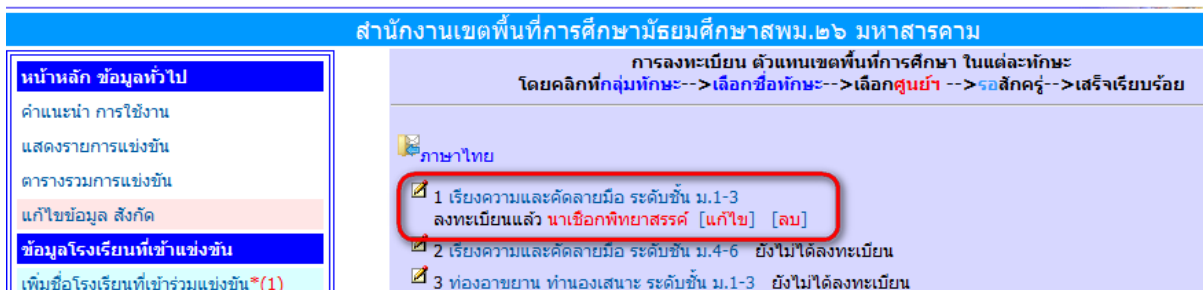 สำนักงานเขตพื้นที่การศึกษามัธยมศึกษาสพม.๒๖ มหาสารคาม
หน้าหลัก ข้อมูลทั่วไป
คำแนะนำ การใช้งาน
แสดงรายการแข่งขัน
ตารางรวมการแข่งขัน
แก้ไขข้อมูล สังกัด
ข้อมูลโรงเรียนที่เข้าแข่งขัน
เพิ่มชื่อโรงเรียนที่เข้าร่วมแข่งขัน*(1)
การลงทะเบียน ตัวแทนเขตพื้นที่การศึกษา ในแต่ละทักษะ
โดยคลิกที่กลุ่มทักษะ-->เลือกชื่อทักษะ-->เลือกศูนย์ฯ -->รอสักครู่-->เสร็จเรียบร้อย
ภาษาไทย
1 เรียงความและคัดลายมือ ระดับชั้น ม.1-3
ลงทะเบียนแล้ว นาเชือกพิทยาสรรค์ [แก้ไข] [ลบ]
2 เรียงความและคัดลายมือ ระดับชั้น ม.4-6 ยังไม่ได้ลงทะเบียน
3 ท่องอาขยาน ทำนองเสนาะ ระดับชั้น ม.1-3 ยังไม่ได้ลงทะเบียน